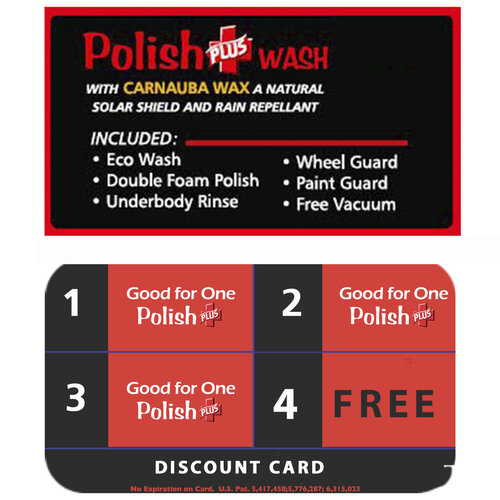 Polish PLUS WASH
WITH CARNAUBA WAX A NATURAL
SOLAR SHIELD AND RAIN REPELLANT
INCLUDED:
• Eco Wash
• Double Foam Polish
• Underbody Rinse
• Wheel Guard
• Paint Guard
• Free Vacuum
1
Good for One
Polish PLUS
2
Good for One
Polish PLUS
3
Good for One
Polish PLUS
4
FREE
DISCOUNT CARD
No Expiration on Card. U.S. Pat. 5,417,458;5,776,287; 6,315,023